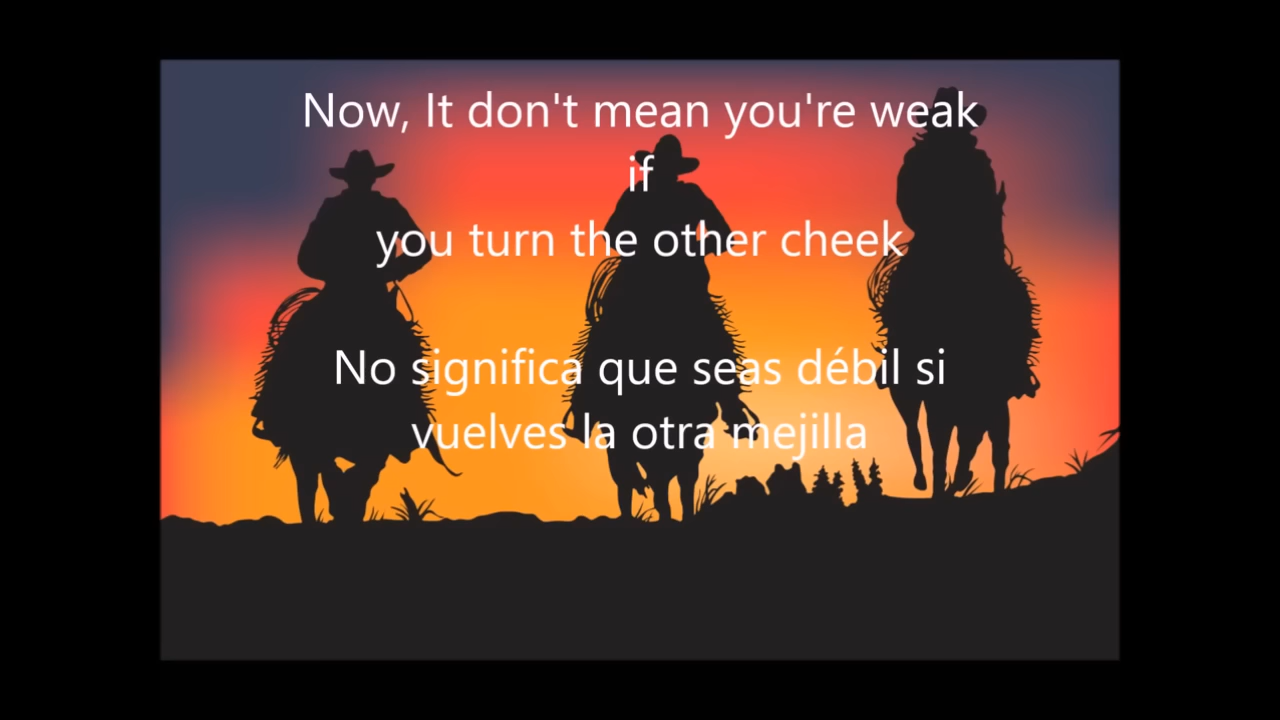 Now, It don't mean you're weak
if
you turn the other cheek
No significa que seas débil si
vuelves la otra mejilla